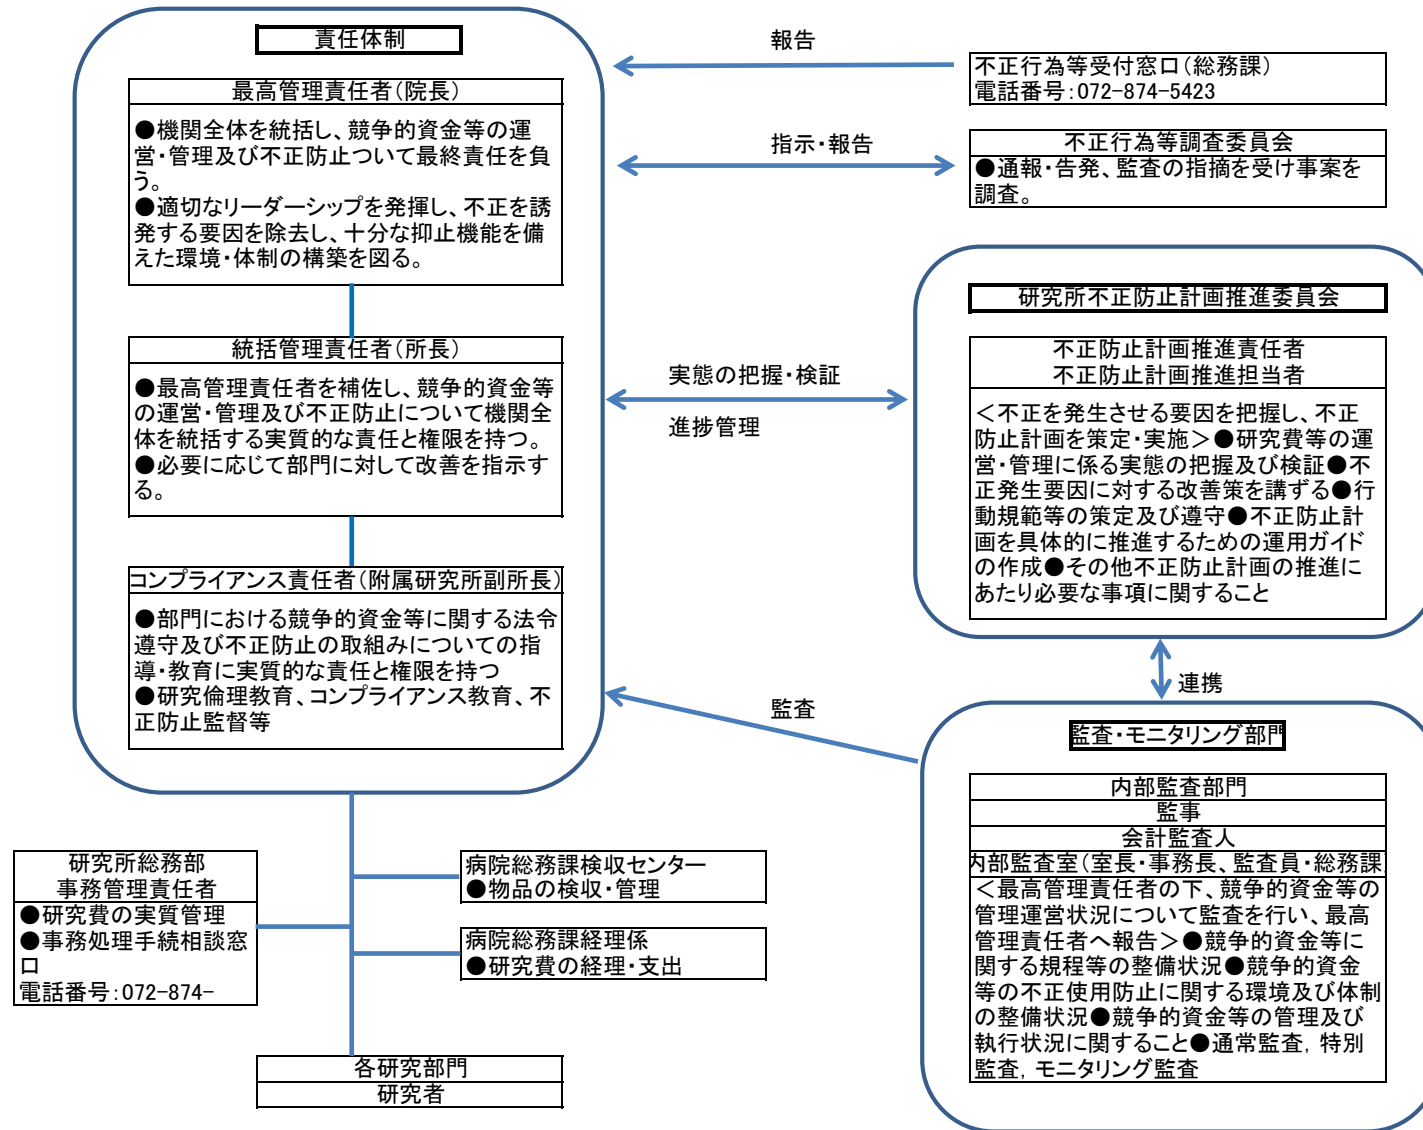 責任体制
最高管理責任者(院長)
●機関全体を統括し、競争的資金等の運
営・管理及び不正防止ついて最終責任を負
う。
●適切なリーダーシップを発揮し、不正を誘
発する要因を除去し、十分な抑止機能を備
えた環境・体制の構築を図る。
統括管理責任者(所長)
●最高管理責任者を補佐し、競争的資金等
の運営・管理及び不正防止について機関全
体を統括する実質的な責任と権限を持つ。
●必要に応じて部門に対して改善を指示す
る。
コンプライアンス責任者(附属研究所副所長)
●部門における競争的資金等に関する法令
遵守及び不正防止の取組みについての指
導・教育に実質的な責任と権限を持つ
●研究倫理教育、コンプライアンス教育、不
正防止監督等
報告
不正行為等受付窓口(総務課)
電話番号:072-874-5423
指示・報告
不正行為等調査委員会
●通報・告発、監査の指摘を受け事案を
調査。
実態の把握・検証
進捗管理
研究所不正防止計画推進委員会
不正防止計画推進責任者
不正防止計画推進担当者
<不正を発生させる要因を把握し、不正
防止計画を策定・実施>●研究費等の運
営・管理に係る実態の把握及び検証●不
正発生要因に対する改善策を講ずる●行
動規範等の策定及び遵守●不正防止計
画を具体的に推進するための運用ガイド
の作成●その他不正防止計画の推進に
あたり必要な事項に関すること
連携
監査
監査・モニタリング部門
内部監査部門
監事
会計監査人
内部監査室(室長・事務長、監査員・総務課
<最高管理責任者の下、競争的資金等の
管理運営状況について監査を行い、最高
管理責任者へ報告>●競争的資金等に
関する規程等の整備状況●競争的資金
等の不正使用防止に関する環境及び体制
の整備状況●競争的資金等の管理及び
執行状況に関すること●通常監査,特別
監査,モニタリング監査
研究所総務部
事務管理責任者
●研究費の実質管理
●事務処理手続相談窓
口
電話番号:072-874-
病院総務課検収センター
●物品の検収・管理
病院総務課経理係
●研究費の経理・支出
各研究部門
研究者